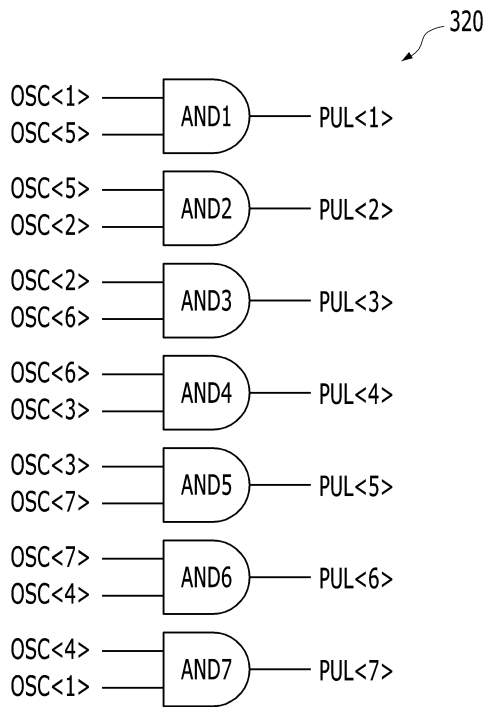 320
OSC<1>
OSC<5>
AND1
PUL<1>
OSC<5>
OSC<2>
AND2
PUL<2>
OSC<2>
OSC<6>
AND3
PUL<3>
OSC<6>
OSC<3>
AND4
PUL<4>
OSC<3>
OSC<7>
AND5
PUL<5>
OSC<7>
OSC<4>
AND6
PUL<6>
OSC<4>
OSC<1>
AND7
PUL<7>